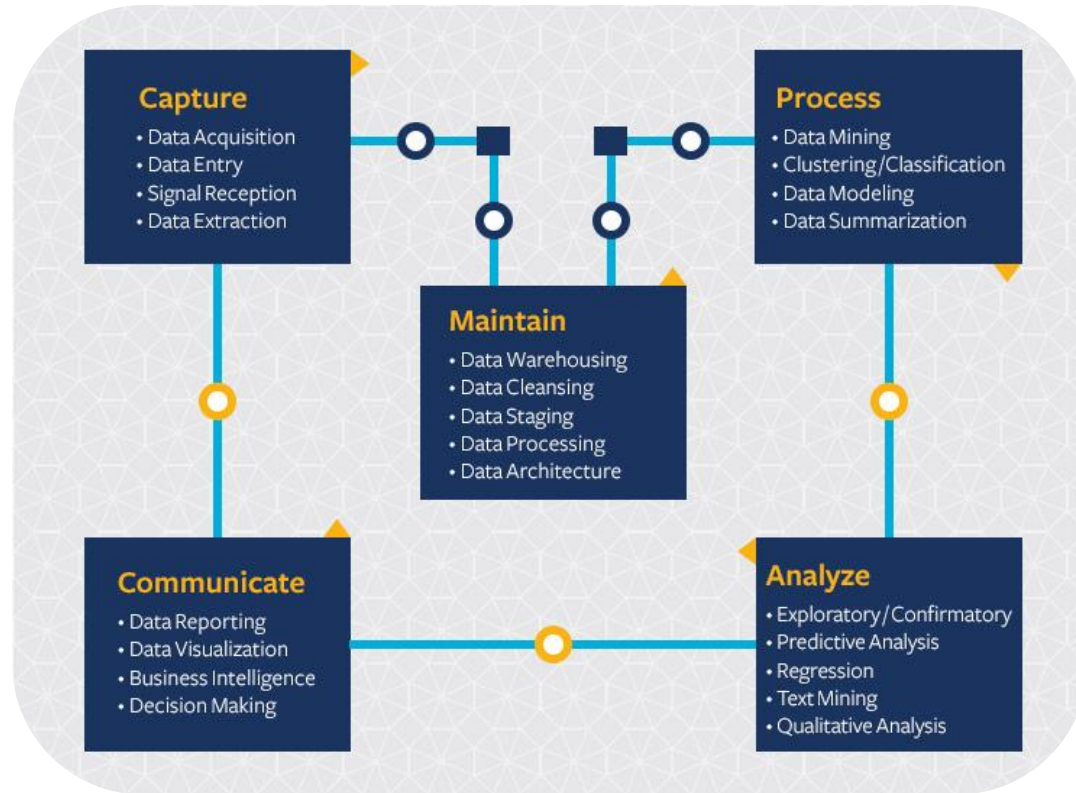 Capture
• Data Acquisition
• Data Entry
• Signal Reception
• Data Extraction
Process
• Data Mining
• Clustering/Classification
• Data Modeling
• Data Summarization
Maintain
• Data Warehousing
• Data Cleansing
• Data Staging
• Data Processing
• Data Architecture
Communicate
• Data Reporting
• Data Visualization
• Business Intelligence
• Decision Making
Analyze
• Exploratory/Confirmatory
• Predictive Analysis
• Regression
• Text Mining
• Qualitative Analysis